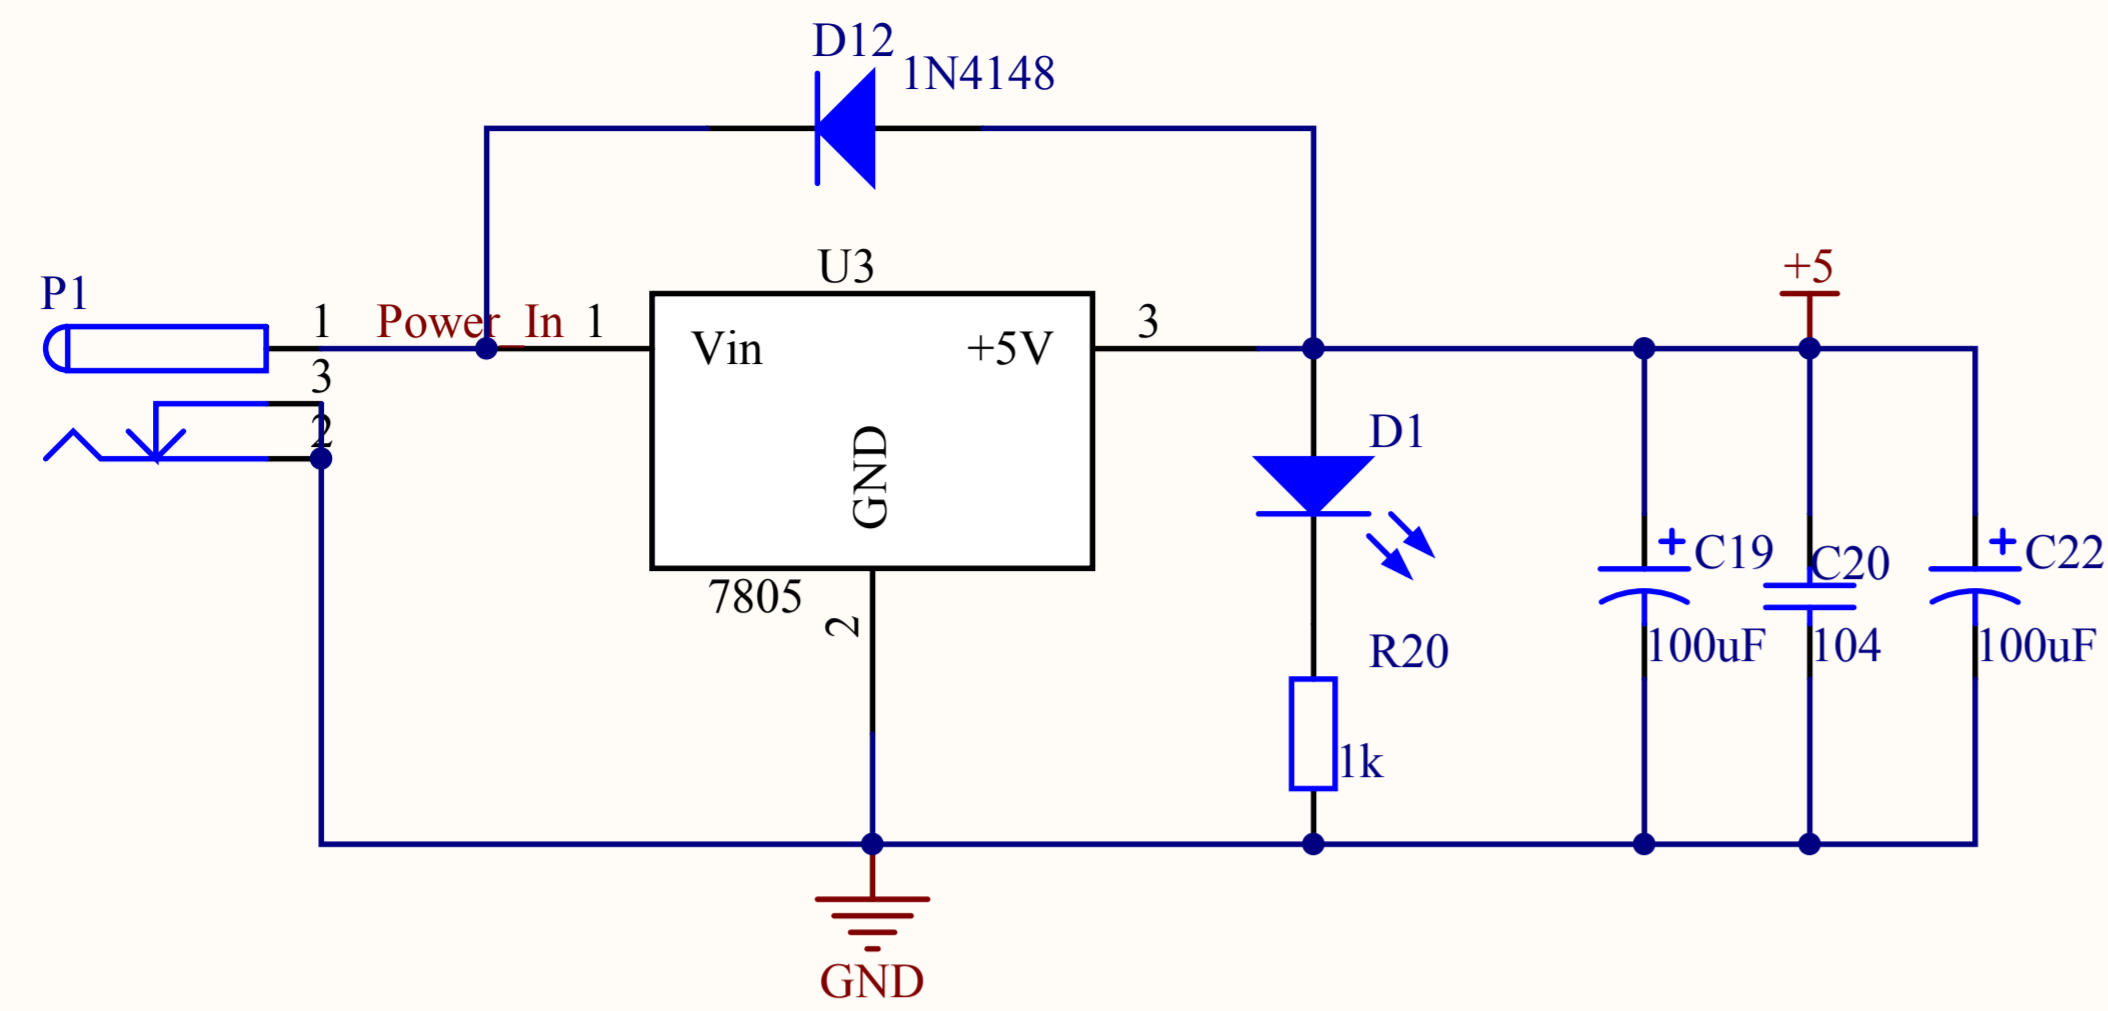 D12
1N4148
U3
P1
1
Power_In
1
Vin
+5V
3
+5
3
2
GND
D1
7805
2
C19
C20
C22
R20
100uF
104
100uF
1k
GND